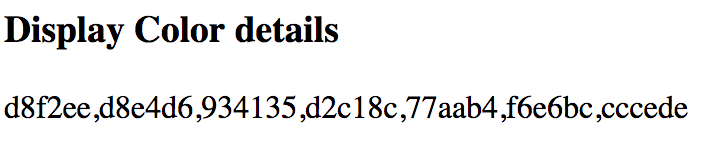 Display Color details
d8f2ee,d8e4d6,934135,d2c18c,77aab4,f6e6bc,cccede